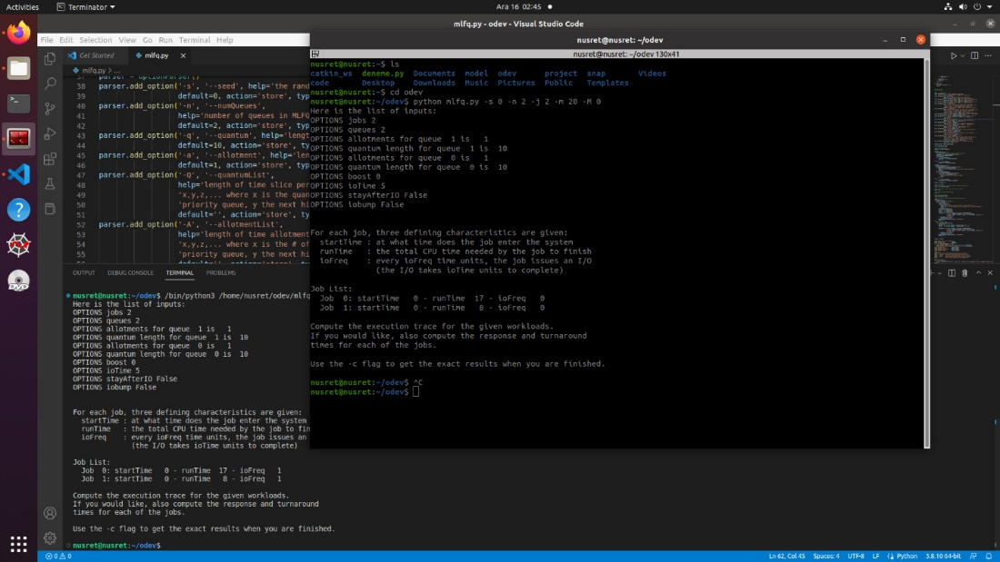 Activities
Terminator
Ara 16 02:45
mlfq.py - odev - Visual Studio Code
File Edit Selection View Go Run Terminal Help
Get Started
mlfq.py
mlfq.py > ...
38 parser.add_option('-s', '--seed', help='the rand
39 default=0, action='store', typ
40 parser.add_option('-n', '--numQueues',
41 help='number of queues in MLFQ
42 default=2, action='store', typ
43 parser.add_option('-q', '--quantum', help='leng
44 default=10, action='store', ty
45 parser.add_option('-a', '--allotment', help='len
46 default=1, action='store', typ
47 parser.add_option('-Q', '--quantumList',
48 help='length of time slice per
49 'x,y,z,... where x is the quan
50 'priority queue, y the next hi
51 default='', action='store', ty
52 parser.add_option('-A', '--allotmentList',
53 help='length of time allotment
54 'x,y,z,... where x is the # of
55 'priority queue, y the next hi
OUTPUT DEBUG CONSOLE TERMINAL PROBLEMS
nusret@nusret:~/odev$ /bin/python3 /home/nusret/odev/mlfq
Here is the list of inputs:
OPTIONS jobs 2
OPTIONS queues 2
OPTIONS allotments for queue 1 is 1
OPTIONS quantum length for queue 1 is 10
OPTIONS allotments for queue 0 is 1
OPTIONS quantum length for queue 0 is 10
OPTIONS boost 0
OPTIONS ioTime 5
OPTIONS stayAfterIO False
OPTIONS iobump False
For each job, three defining characteristics are given:
startTime : at what time does the job enter the system
runTime : the total CPU time needed by the job to fin
ioFreq : every ioFreq time units, the job issues an
(the I/O takes ioTime units to complete)
Job List:
Job 0: startTime 0 - runTime 17 - ioFreq 1
Job 1: startTime 0 - runTime 8 - ioFreq 1
Compute the execution trace for the given workloads.
If you would like, also compute the response and turnaround
times for each of the jobs.
Use the -c flag to get the exact results when you are finished.
nusret@nusret:~/odev$
nusret@nusret: ~/odev
nusret@nusret: ~/odev 130x41
nusret@nusret:~$ ls
catkin_ws deneme.py Documents model odev project snap Videos
code Desktop Downloads Music Pictures Public Templates
nusret@nusret:~$ cd odev
nusret@nusret:~/odev$ python mlfq.py -s 0 -n 2 -j 2 -m 20 -M 0
Here is the list of inputs:
OPTIONS jobs 2
OPTIONS queues 2
OPTIONS allotments for queue 1 is 1
OPTIONS quantum length for queue 1 is 10
OPTIONS allotments for queue 0 is 1
OPTIONS quantum length for queue 0 is 10
OPTIONS boost 0
OPTIONS ioTime 5
OPTIONS stayAfterIO False
OPTIONS iobump False
For each job, three defining characteristics are given:
startTime : at what time does the job enter the system
runTime : the total CPU time needed by the job to finish
ioFreq : every ioFreq time units, the job issues an I/O
(the I/O takes ioTime units to complete)
Job List:
Job 0: startTime 0 - runTime 17 - ioFreq 0
Job 1: startTime 0 - runTime 8 - ioFreq 0
Compute the execution trace for the given workloads.
If you would like, also compute the response and turnaround
times for each of the jobs.
Use the -c flag to get the exact results when you are finished.
nusret@nusret:~/odev$ ^C
nusret@nusret:~/odev$
0 0 Ln 62, Col 45 Spaces: 4 UTF-8 LF Python 3.8.10 64-bit